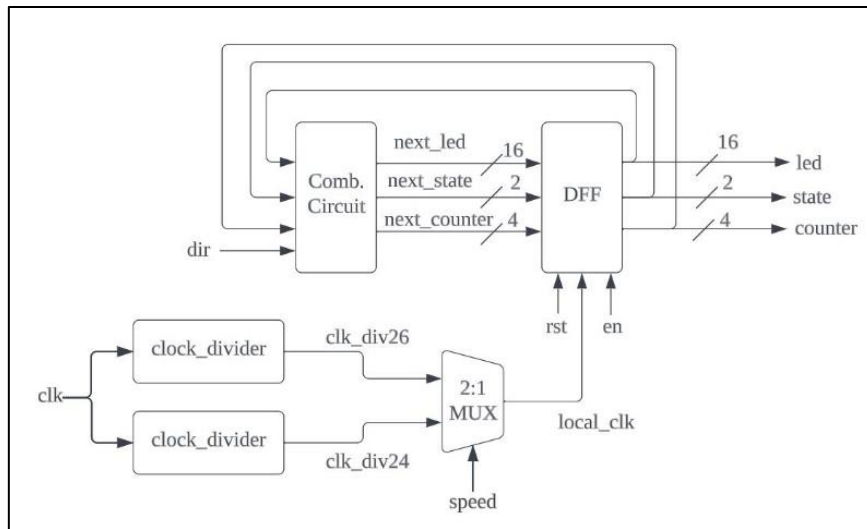 next_led
16
16
led
Comb.
Circuit
next_state
2
DFF
2
state
next_counter
4
4
counter
dir
rst
en
clock_divider
clk_div26
clk
2:1
MUX
local_clk
clock_divider
clk_div24
speed